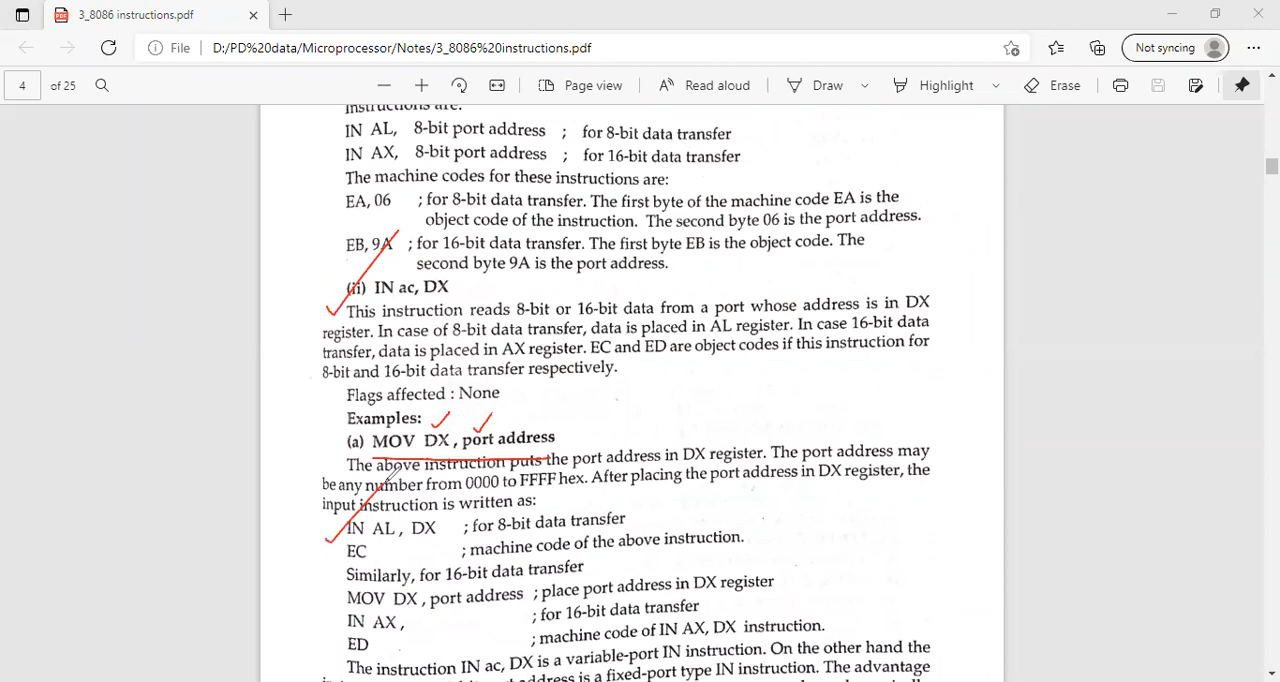 3_8086 instructions.pdf
File D:/PD%20data/Microprocessor/Notes/3_8086%20instructions.pdf Not syncing
4 of 25 Page view Read aloud Draw Highlight Erase
Instructions are:
IN AL, 8-bit port address ; for 8-bit data transfer
IN AX, 8-bit port address ; for 16-bit data transfer
The machine codes for these instructions are:
EA, 06 ; for 8-bit data transfer. The first byte of the machine code EA is the
object code of the instruction. The second byte 06 is the port address.
EB, 9A ; for 16-bit data transfer. The first byte EB is the object code. The
second byte 9A is the port address.
(ii) IN ac, DX
This instruction reads 8-bit or 16-bit data from a port whose address is in DX
register. In case of 8-bit data transfer, data is placed in AL register. In case 16-bit data
transfer, data is placed in AX register. EC and ED are object codes if this instruction for
8-bit and 16-bit data transfer respectively.
Flags affected : None
Examples:
(a) MOV DX, port address
The above instruction puts the port address in DX register. The port address may
be any number from 0000 to FFFF hex. After placing the port address in DX register, the
input instruction is written as:
IN AL, DX ; for 8-bit data transfer
EC ; machine code of the above instruction.
Similarly, for 16-bit data transfer
MOV DX, port address ; place port address in DX register
IN AX, ; for 16-bit data transfer
ED ; machine code of IN AX, DX instruction.
The instruction IN ac, DX is a variable-port IN instruction. On the other hand the
address is a fixed-port type IN instruction. The advantage